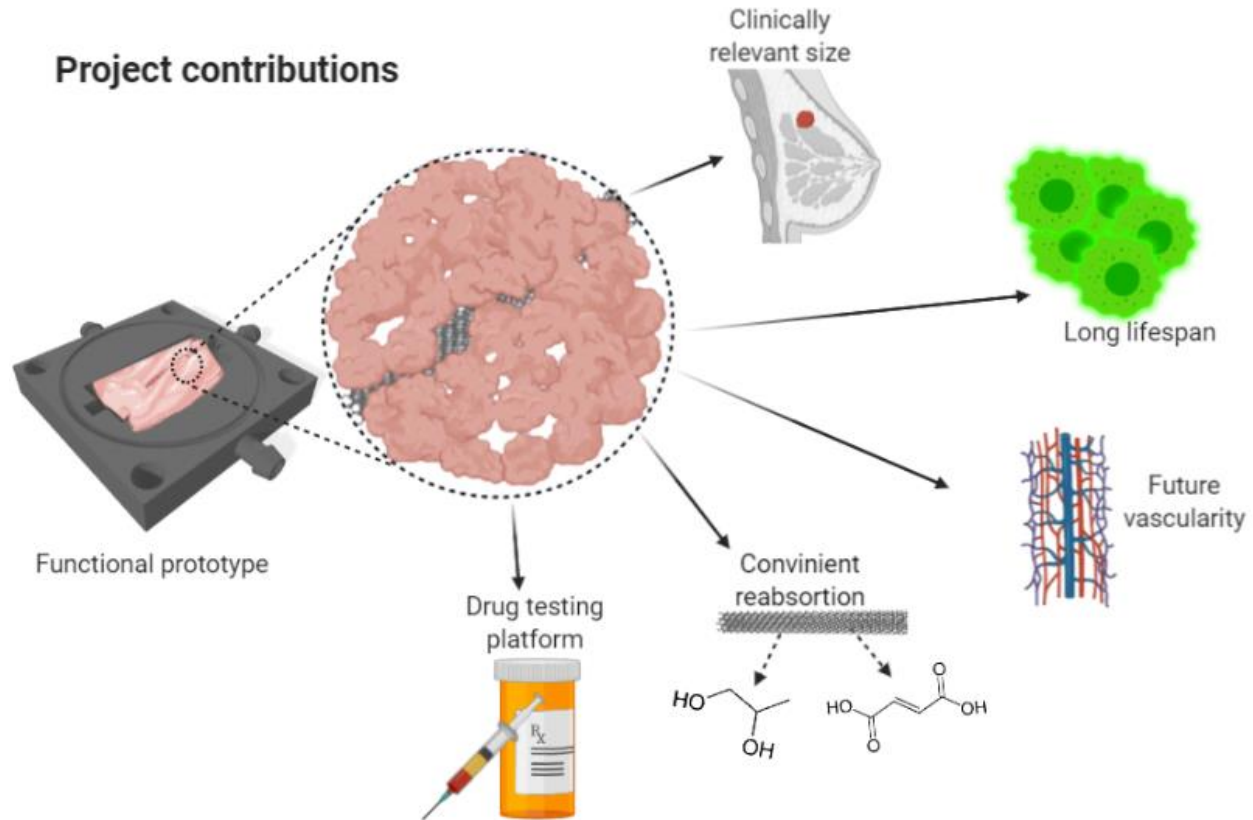 Project contributions
Clinically
relevant size
Long lifespan
Future
vascularity
Functional prototype
Convinient
reabsortion
Drug testing
platform
Rx
HO
OH
HO
O
O
OH